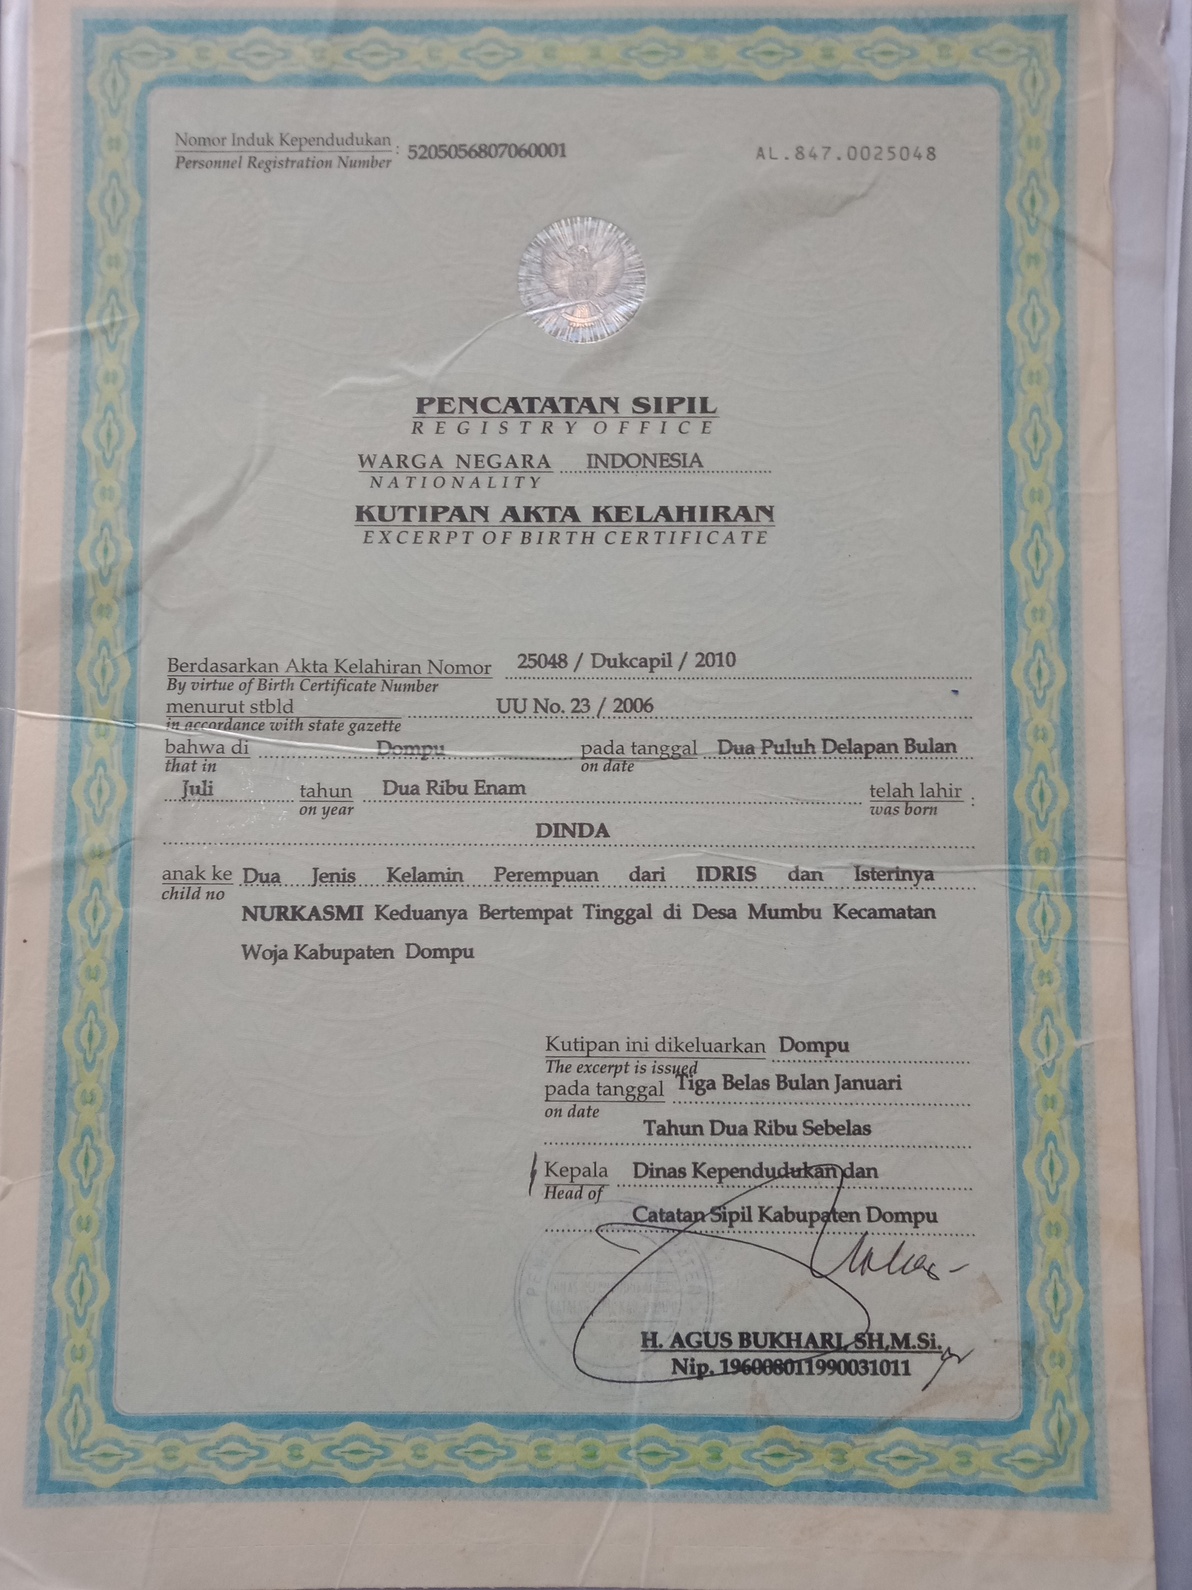 Nomor Induk Kependudukan : 5205056807060001 AL.847.0025048
Personnel Registration Number
PENCATATAN SIPIL
REGISTRY OFFICE
WARGA NEGARA INDONESIA
NATIONALITY
KUTIPAN AKTA KELAHIRAN
EXCERPT OF BIRTH CERTIFICATE
Berdasarkan Akta Kelahiran Nomor 25048 / Dukcapil / 2010
By virtue of Birth Certificate Number
menurut stbld UU No. 23 / 2006
in accordance with state gazette
bahwa di Dompu pada tanggal Dua Puluh Delapan Bulan
that in on date
Juli tahun Dua Ribu Enam telah lahir :
on year was born
DINDA
anak ke Dua Jenis Kelamin Perempuan dari IDRIS dan Isterinya
child no
NURKASMI Keduanya Bertempat Tinggal di Desa Mumbu Kecamatan
Woja Kabupaten Dompu
Kutipan ini dikeluarkan Dompu
The excerpt is issued
pada tanggal Tiga Belas Bulan Januari
on date
Tahun Dua Ribu Sebelas
Kepala Dinas Kependudukan dan
Head of
Catatan Sipil Kabupaten Dompu
H. AGUS BUKHARI, SH,M.Si.
Nip. 196008011990031011